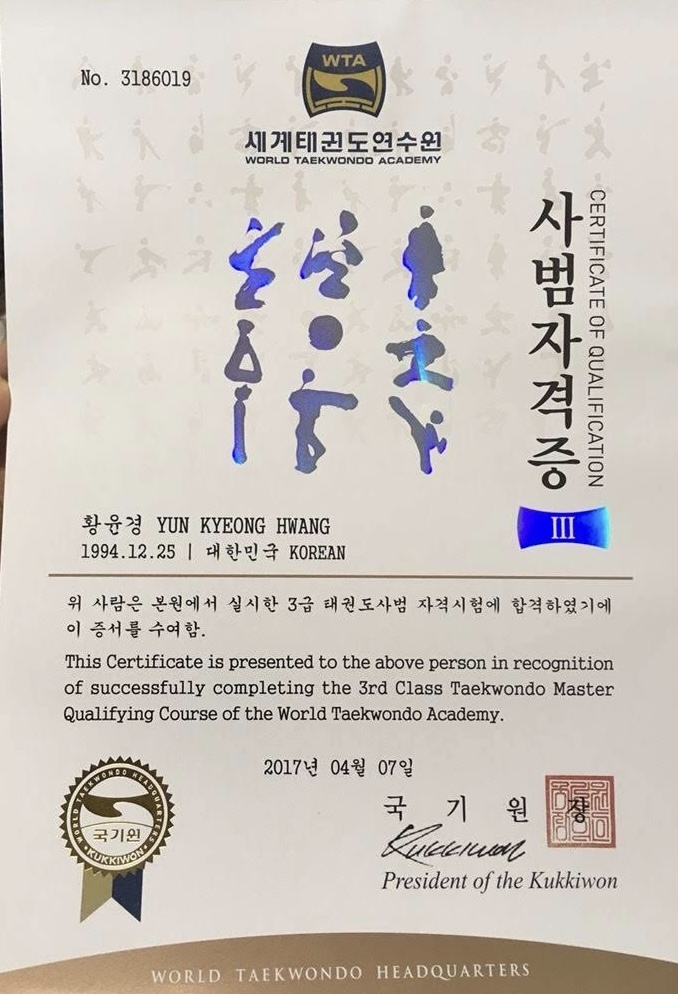 No. 3186019
WTA
세계태권도연수원
WORLD TAEKWONDO ACADEMY
사범자격증
CERTIFICATE OF QUALIFICATION
III
황윤경 YUN KYEONG HWANG
1994.12.25 | 대한민국 KOREAN
위 사람은 본원에서 실시한 3급 태권도사범 자격시험에 합격하였기에
이 증서를 수여함.
This Certificate is presented to the above person in recognition
of successfully completing the 3rd Class Taekwondo Master
Qualifying Course of the World Taekwondo Academy.
2017년 04월 07일
국 기 원 장
Kukkiwon
President of the Kukkiwon
WORLD TAEKWONDO HEADQUARTERS
국기원
KUKKIWON
WORLD TAEKWONDO HEADQUARTERS